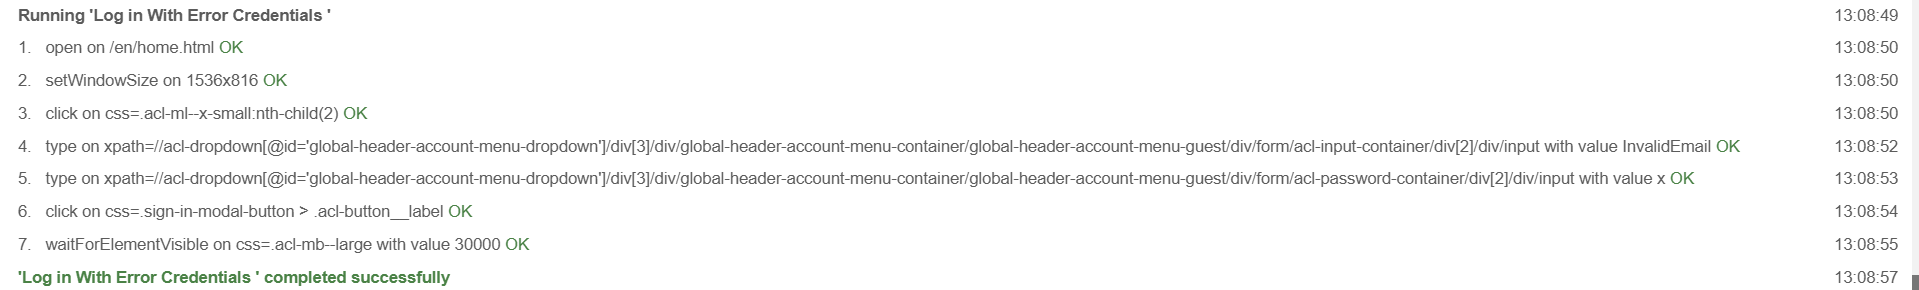 Running 'Log in With Error Credentials ' 13:08:49
1. open on /en/home.html OK 13:08:50
2. setWindowSize on 1536x816 OK 13:08:50
3. click on css=.acl-ml--x-small:nth-child(2) OK 13:08:50
4. type on xpath=//acl-dropdown[@id='global-header-account-menu-dropdown']/div[3]/div/global-header-account-menu-container/global-header-account-menu-guest/div/form/acl-input-container/div[2]/div/input with value InvalidEmail OK 13:08:52
5. type on xpath=//acl-dropdown[@id='global-header-account-menu-dropdown']/div[3]/div/global-header-account-menu-container/global-header-account-menu-guest/div/form/acl-password-container/div[2]/div/input with value x OK 13:08:53
6. click on css=.sign-in-modal-button > .acl-button__label OK 13:08:54
7. waitForElementVisible on css=.acl-mb--large with value 30000 OK 13:08:55
'Log in With Error Credentials ' completed successfully 13:08:57